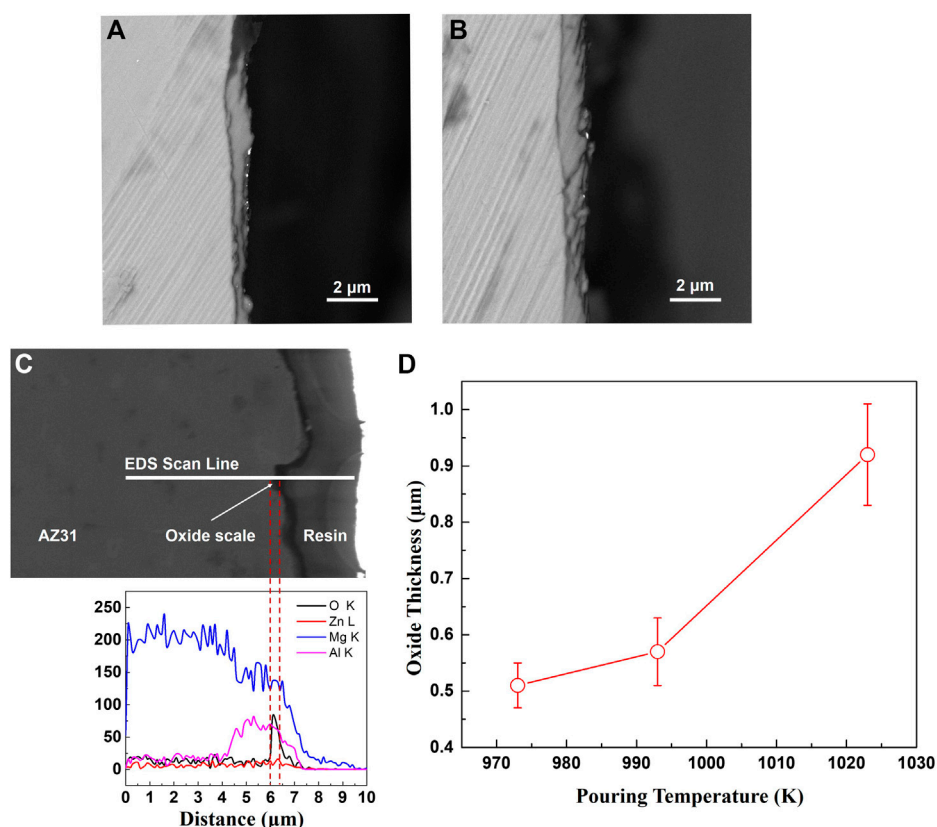 A
B
2 µm
2 µm
C
D
EDS Scan Line
AZ31
Oxide scale
Resin
250
200
150
100
50
0
O K
Zn L
Mg K
Al K
0 1 2 3 4 5 6 7 8 9 10
Distance (µm)
Oxide Thickness (µm)
1.0
0.9
0.8
0.7
0.6
0.5
0.4
970 980 990 1000 1010 1020 1030
Pouring Temperature (K)